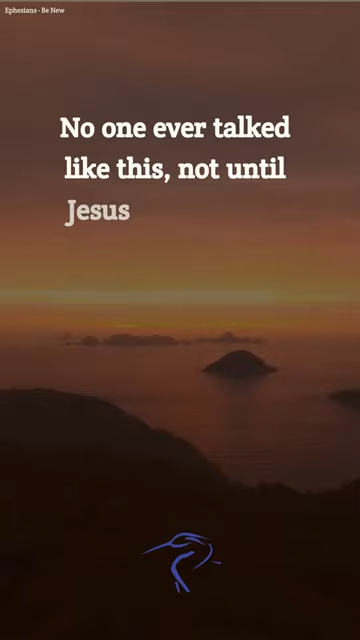 Ephesians - Be New
No one ever talked
like this, not until
Jesus